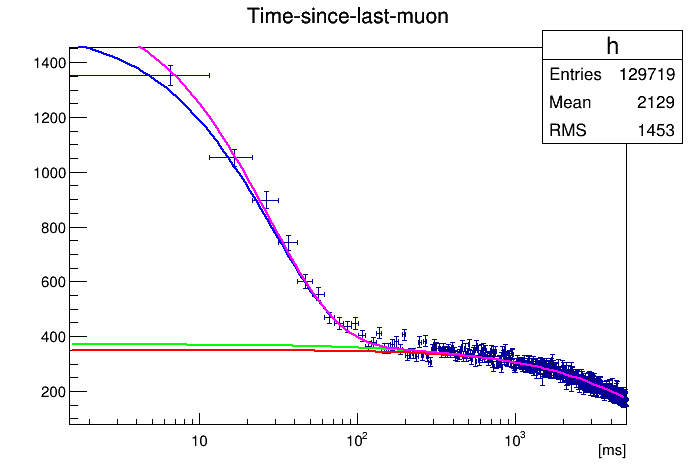 Time-since-last-muon
h
Entries 129719
Mean 2129
RMS 1453
1400
1200
1000
800
600
400
200
10
10²
10³
[ms]